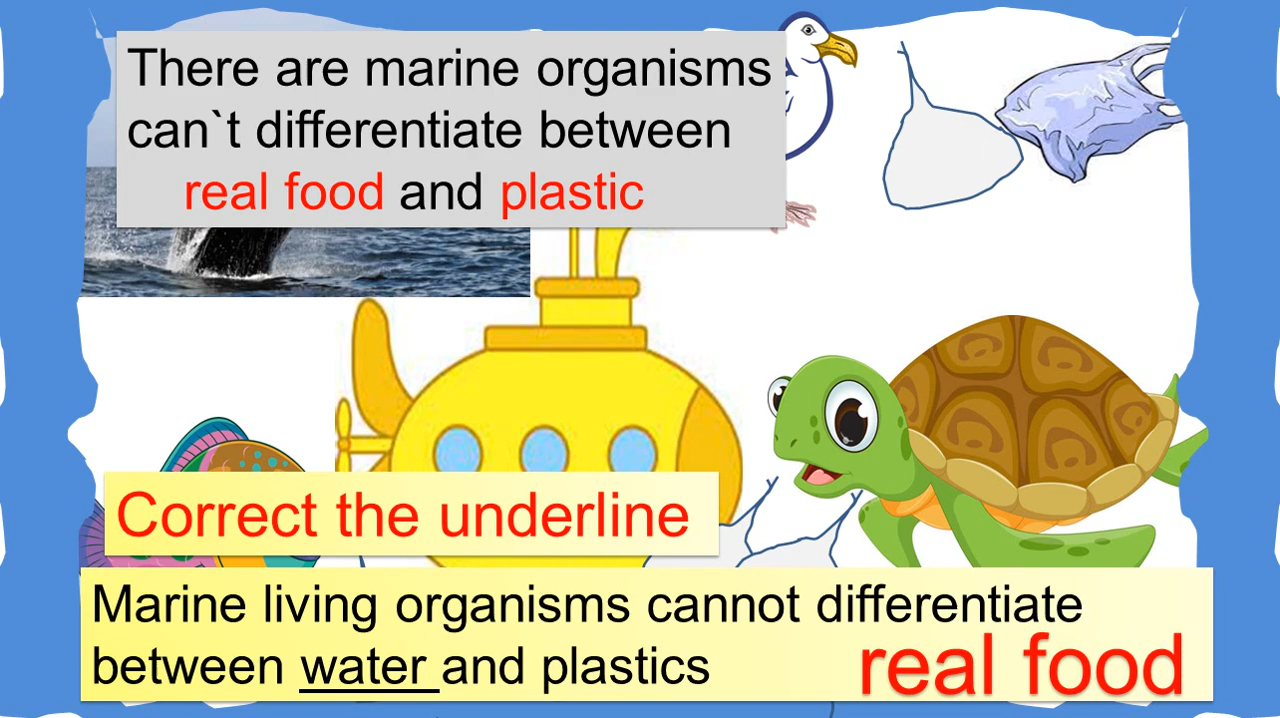 There are marine organisms
can`t differentiate between
real food and plastic
Correct the underline
Marine living organisms cannot differentiate
between water and plastics
real food